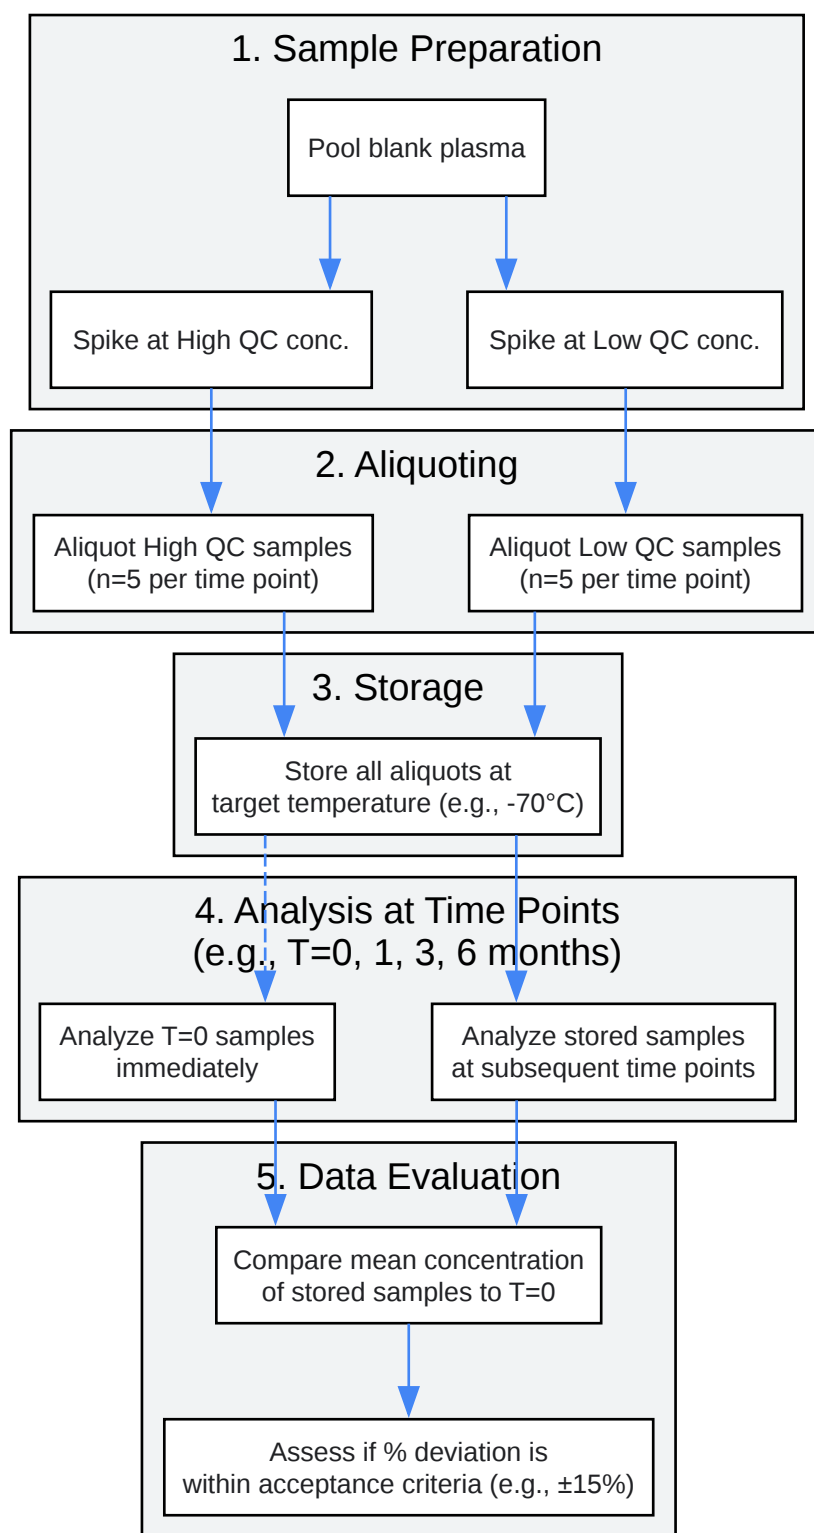 1. Sample Preparation
Pool blank plasma
Spike at High QC conc.
Spike at Low QC conc.
2. Aliquoting
Aliquot High QC samples
(n=5 per time point)
Aliquot Low QC samples
(n=5 per time point)
3. Storage
Store all aliquots at
target temperature (e.g., -70°C)
4. Analysis at Time Points
(e.g., T=0, 1, 3, 6 months)
Analyze T=0 samples
immediately
Analyze stored samples
at subsequent time points
5. Data Evaluation
Compare mean concentration
of stored samples to T=0
Assess if % deviation is
within acceptance criteria (e.g., ±15%)